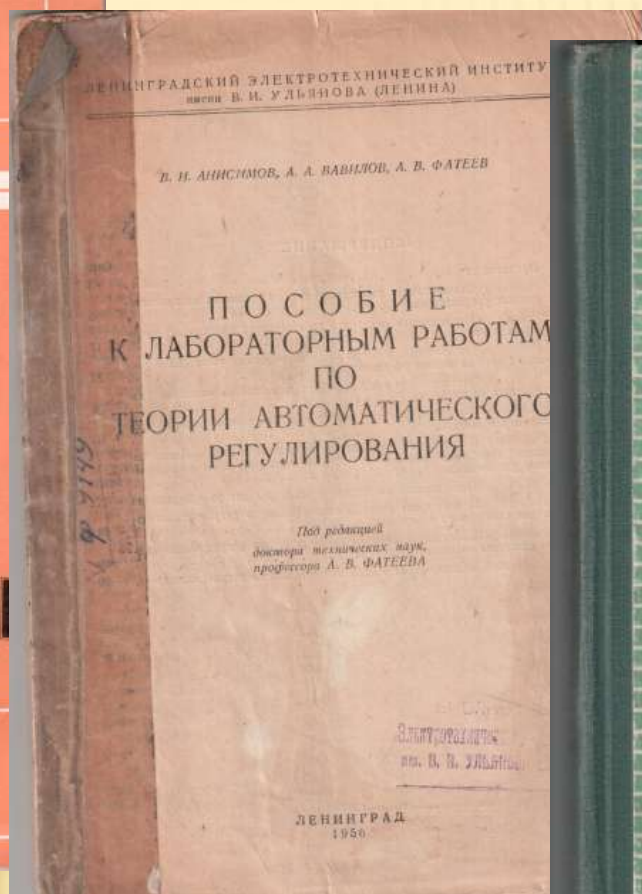 ЛЕНИНГРАДСКИЙ ЭЛЕКТРОТЕХНИЧЕСКИЙ ИНСТИТУ
имени В. И. УЛЬЯНОВА (ЛЕНИНА)
В. И. АНИСИМОВ, А. А. ВАВИЛОВ, А. В. ФАТЕЕВ
ПОСОБИЕ
К ЛАБОРАТОРНЫМ РАБОТАМ
ПО
ТЕОРИИ АВТОМАТИЧЕСКОГО
РЕГУЛИРОВАНИЯ
Под редакцией
доктора технических наук,
профессора А. В. ФАТЕЕВА
ЛЕНИНГРАД
1956